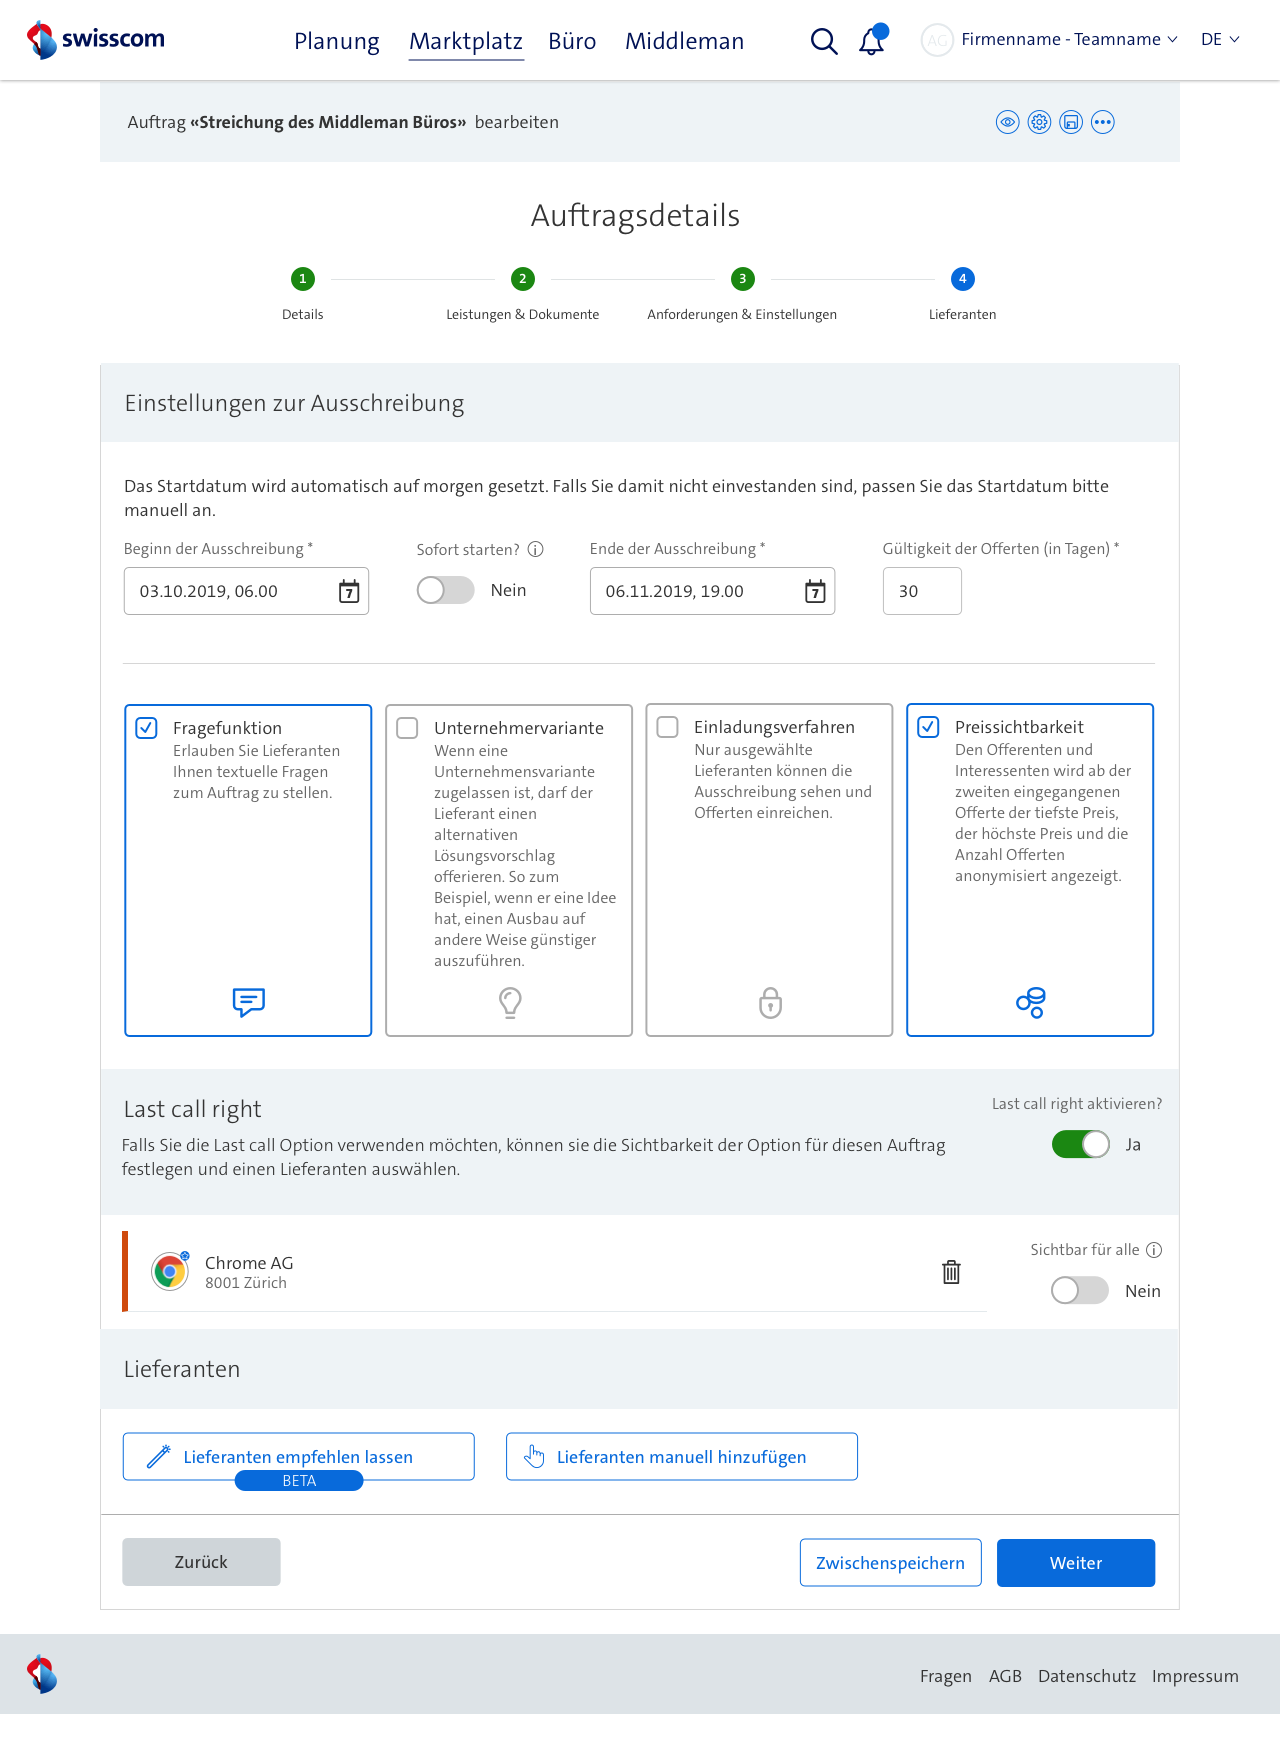 swisscom
Planung Marktplatz Büro Middleman
AG Firmenname - Teamname DE
Auftrag «Streichung des Middleman Büros» bearbeiten
Auftragsdetails
1 2 3 4
Details Leistungen & Dokumente Anforderungen & Einstellungen Lieferanten
Einstellungen zur Ausschreibung
Das Startdatum wird automatisch auf morgen gesetzt. Falls Sie damit nicht einvestanden sind, passen Sie das Startdatum bitte
manuell an.
Beginn der Ausschreibung *
03.10.2019, 06.00
7
Sofort starten?
Nein
Ende der Ausschreibung *
06.11.2019, 19.00
7
Gültigkeit der Offerten (in Tagen) *
30
Fragefunktion
Erlauben Sie Lieferanten
Ihnen textuelle Fragen
zum Auftrag zu stellen.
Unternehmervariante
Wenn eine
Unternehmensvariante
zugelassen ist, darf der
Lieferant einen
alternativen
Lösungsvorschlag
offerieren. So zum
Beispiel, wenn er eine Idee
hat, einen Ausbau auf
andere Weise günstiger
auszuführen.
Einladungsverfahren
Nur ausgewählte
Lieferanten können die
Ausschreibung sehen und
Offerten einreichen.
Preissichtbarkeit
Den Offerenten und
Interessenten wird ab der
zweiten eingegangenen
Offerte der tiefste Preis,
der höchste Preis und die
Anzahl Offerten
anonymisiert angezeigt.
Last call right
Falls Sie die Last call Option verwenden möchten, können sie die Sichtbarkeit der Option für diesen Auftrag
festlegen und einen Lieferanten auswählen.
Last call right aktivieren?
Ja
Chrome AG
8001 Zürich
Sichtbar für alle
Nein
Lieferanten
Lieferanten empfehlen lassen
BETA
Lieferanten manuell hinzufügen
Zurück
Zwischenspeichern
Weiter
Fragen AGB Datenschutz Impressum